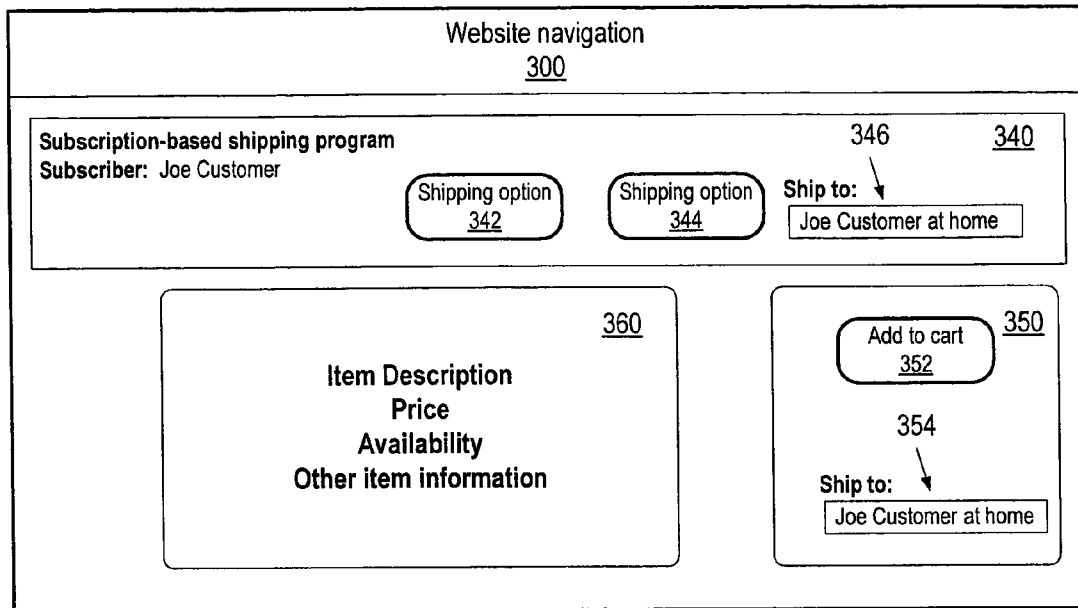 Website navigation
300
Subscription-based shipping program
Subscriber: Joe Customer
346
340
Shipping option
342
Shipping option
344
Ship to:
Joe Customer at home
360
Item Description
Price
Availability
Other item information
350
Add to cart
352
354
Ship to:
Joe Customer at home